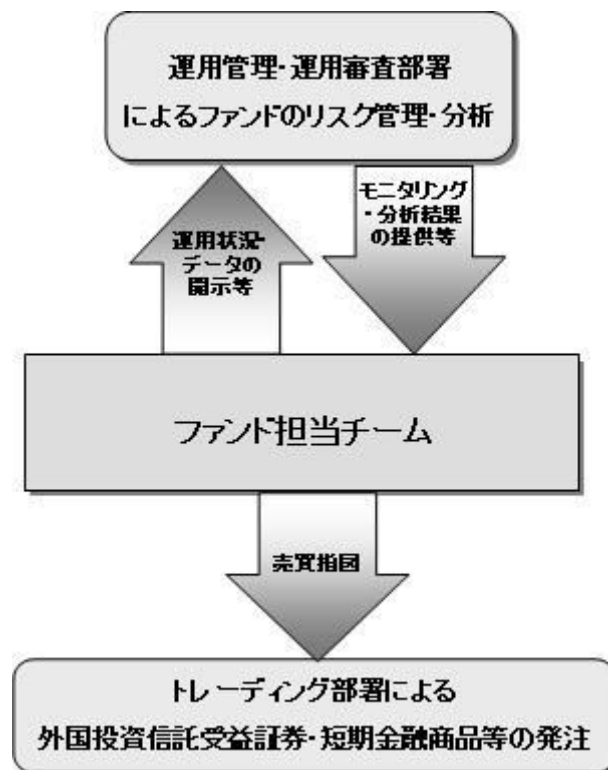 運用管理・運用審査部署
によるファンドのリスク管理・分析
運用状況・
データの
開示等
モニタリング
・分析結果
の提供等
ファンド担当チーム
売買指図
トレーディング部署による
外国投資信託受益証券・短期金融商品等の発注